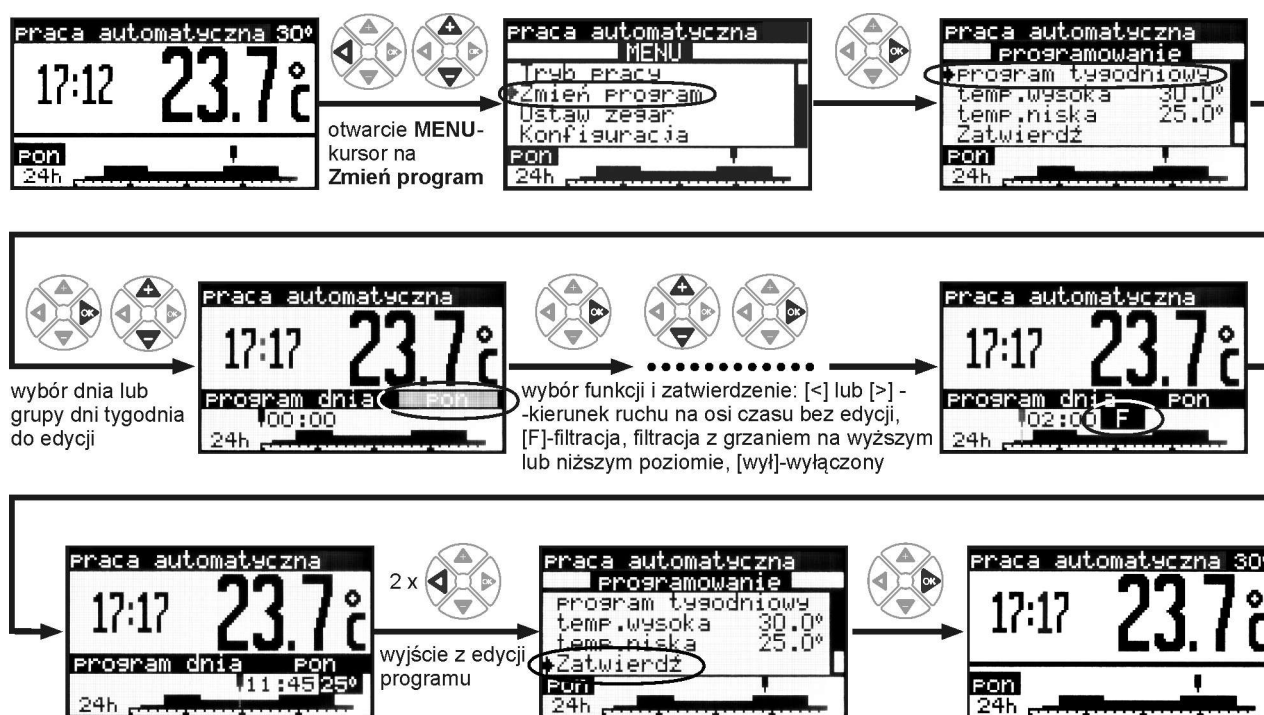 praca automatyczna 30°
17:12 23.7°C
pon
24h
otwarcie MENU-
kursor na
Zmień program
praca automatyczna
MENU
Tryb pracy
Zmień program
Ustaw zegar
Konfiguracja
pon
24h
OK
praca automatyczna
programowanie
program tygodniowy
temp.wysoka 30.0°
temp.niska 25.0°
Zatwierdź
pon
24h
OK
wybór dnia lub
grupy dni tygodnia
do edycji
praca automatyczna
17:17 23.7°C
program dnia pon
00:00
24h
OK
OK
wybór funkcji i zatwierdzenie: [<] lub [>] -
-kierunek ruchu na osi czasu bez edycji,
[F]-filtracja, filtracja z grzaniem na wyższym
lub niższym poziomie, [wył]-wyłączony
praca automatyczna
17:17 23.7°C
program dnia pon
02:00 F
24h
praca automatyczna
17:17 23.7°C
program dnia pon
11:45 25°
24h
2 x
wyjście z edycji
programu
praca automatyczna
programowanie
program tygodniowy
temp.wysoka 30.0°
temp.niska 25.0°
Zatwierdź
pon
24h
OK
praca automatyczna 30°
17:17 23.7°C
pon
24h